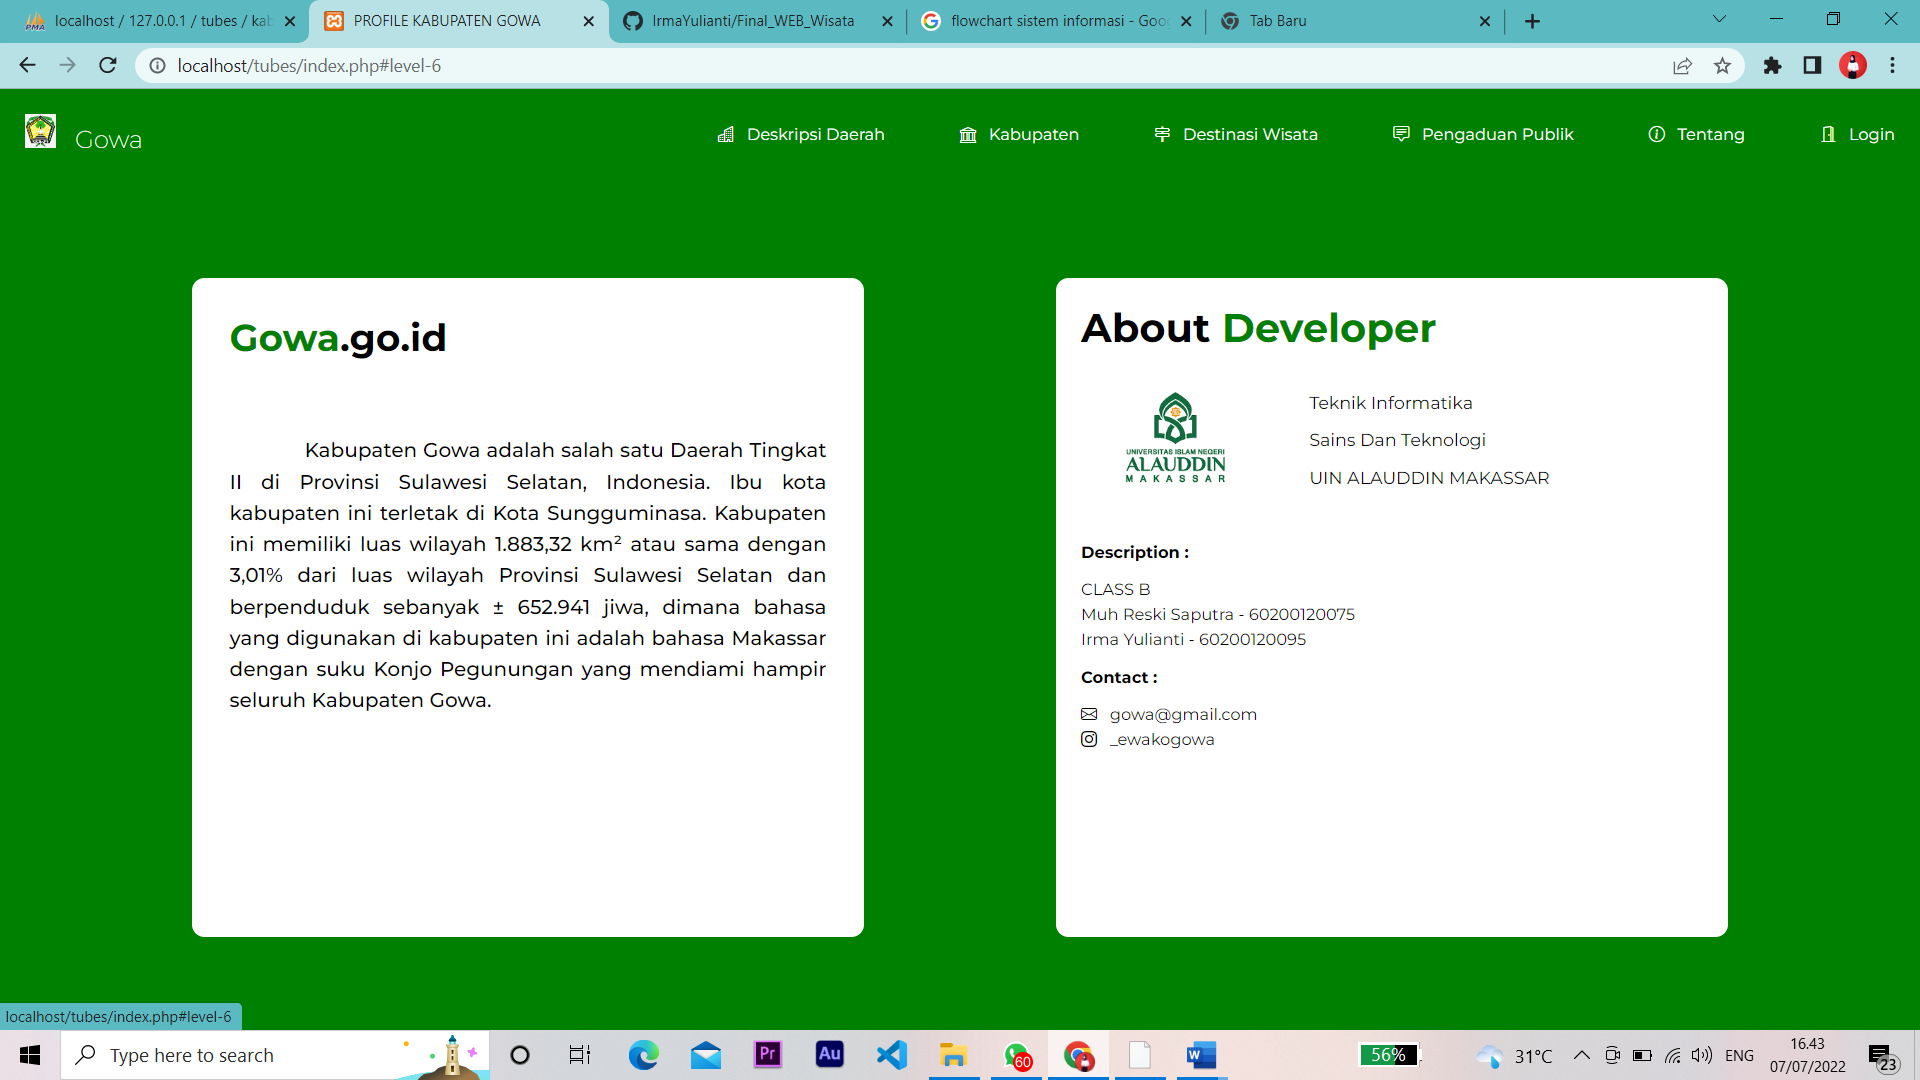 localhost / 127.0.0.1 / tubes / kab
PROFILE KABUPATEN GOWA
IrmaYulianti/Final_WEB_Wisata
flowchart sistem informasi - Goo
Tab Baru
localhost/tubes/index.php#level-6
Gowa
Deskripsi Daerah
Kabupaten
Destinasi Wisata
Pengaduan Publik
Tentang
Login
Gowa.go.id
Kabupaten Gowa adalah salah satu Daerah Tingkat
II di Provinsi Sulawesi Selatan, Indonesia. Ibu kota
kabupaten ini terletak di Kota Sungguminasa. Kabupaten
ini memiliki luas wilayah 1.883,32 km² atau sama dengan
3,01% dari luas wilayah Provinsi Sulawesi Selatan dan
berpenduduk sebanyak ± 652.941 jiwa, dimana bahasa
yang digunakan di kabupaten ini adalah bahasa Makassar
dengan suku Konjo Pegunungan yang mendiami hampir
seluruh Kabupaten Gowa.
About Developer
UNIVERSITAS ISLAM NEGERI
ALAUDDIN
MAKASSAR
Teknik Informatika
Sains Dan Teknologi
UIN ALAUDDIN MAKASSAR
Description :
CLASS B
Muh Reski Saputra - 60200120075
Irma Yulianti - 60200120095
Contact :
gowa@gmail.com
_ewakogowa
localhost/tubes/index.php#level-6
Type here to search
Pr
Au
60
W
56%
31°C
ENG
16.43
07/07/2022
23